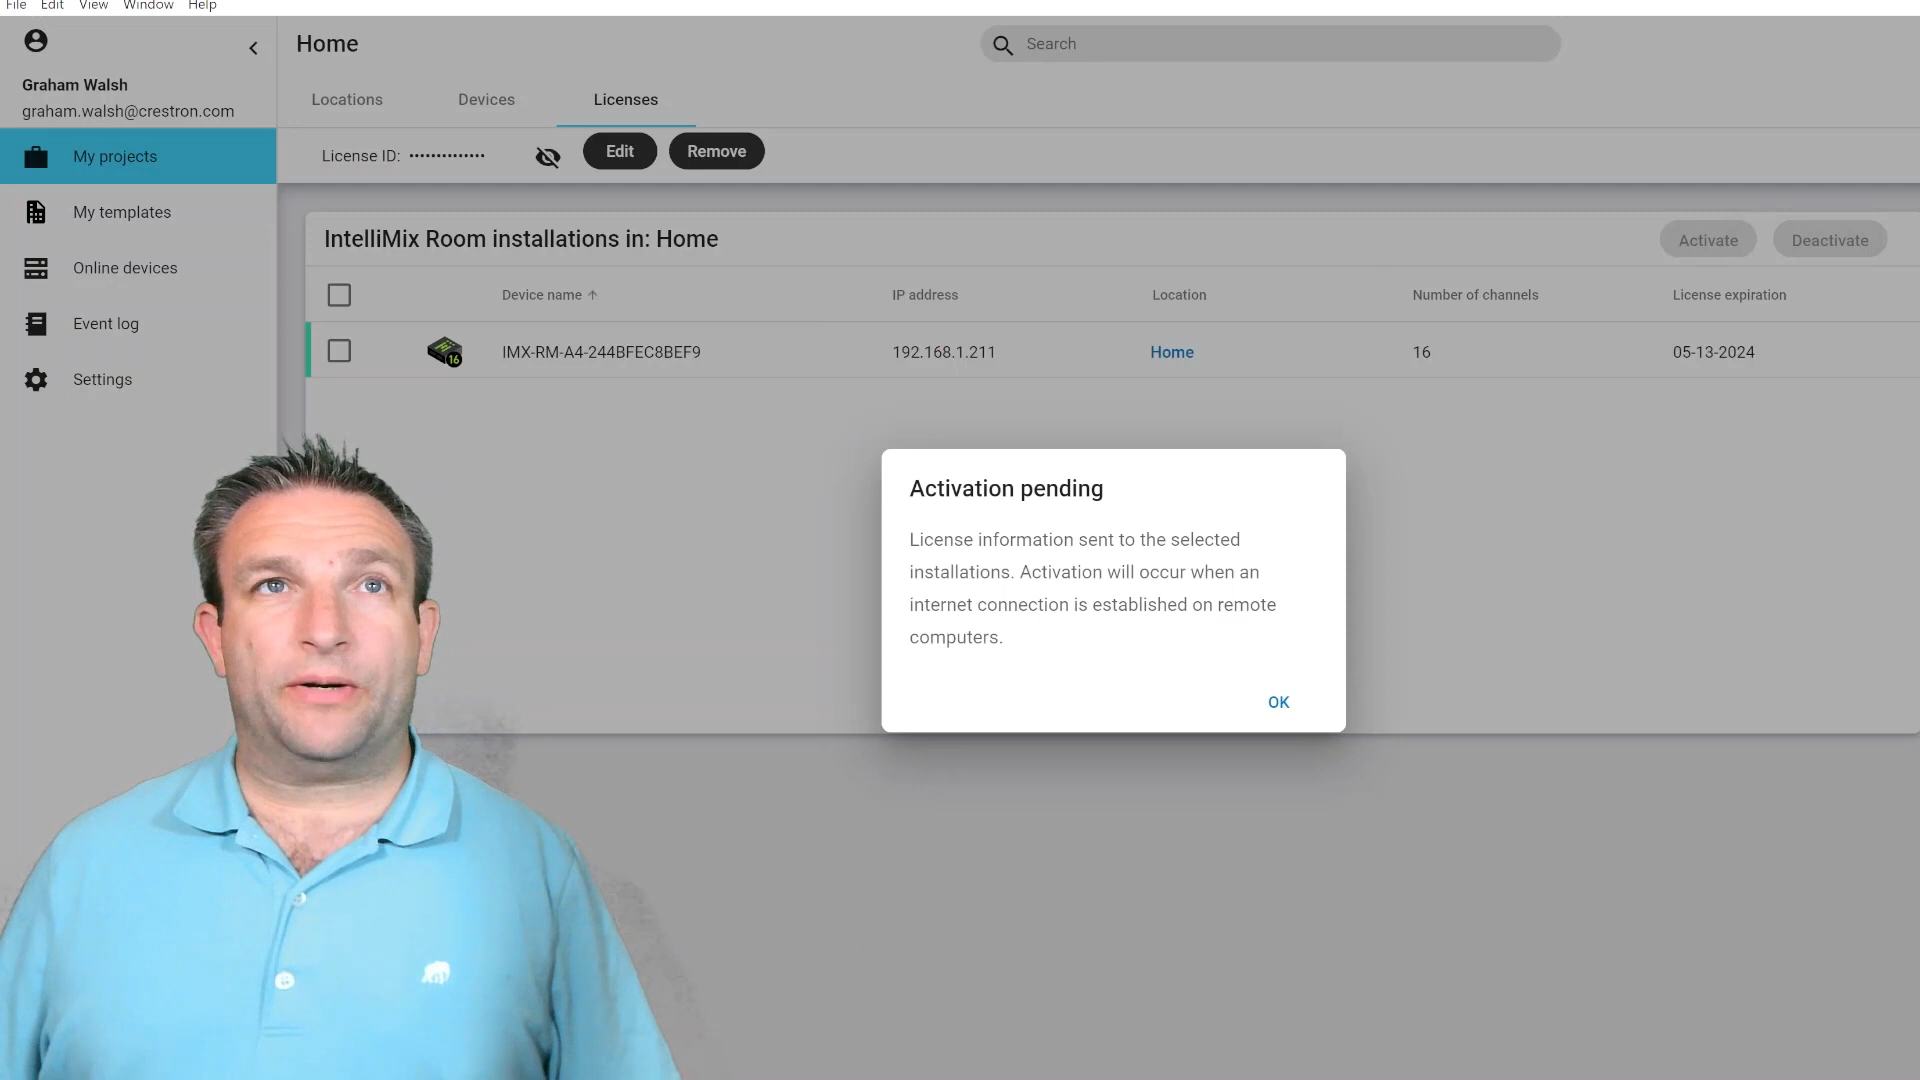 File Edit View Window Help
Graham Walsh
graham.walsh@crestron.com
My projects
My templates
Online devices
Event log
Settings
Home
Search
Locations Devices Licenses
License ID: •••••••••••••• Edit Remove
IntelliMix Room installations in: Home Activate Deactivate
Device name IP address Location Number of channels License expiration
16 IMX-RM-A4-244BFEC8BEF9 192.168.1.211 Home 16 05-13-2024
Activation pending
License information sent to the selected
installations. Activation will occur when an
internet connection is established on remote
computers.
OK